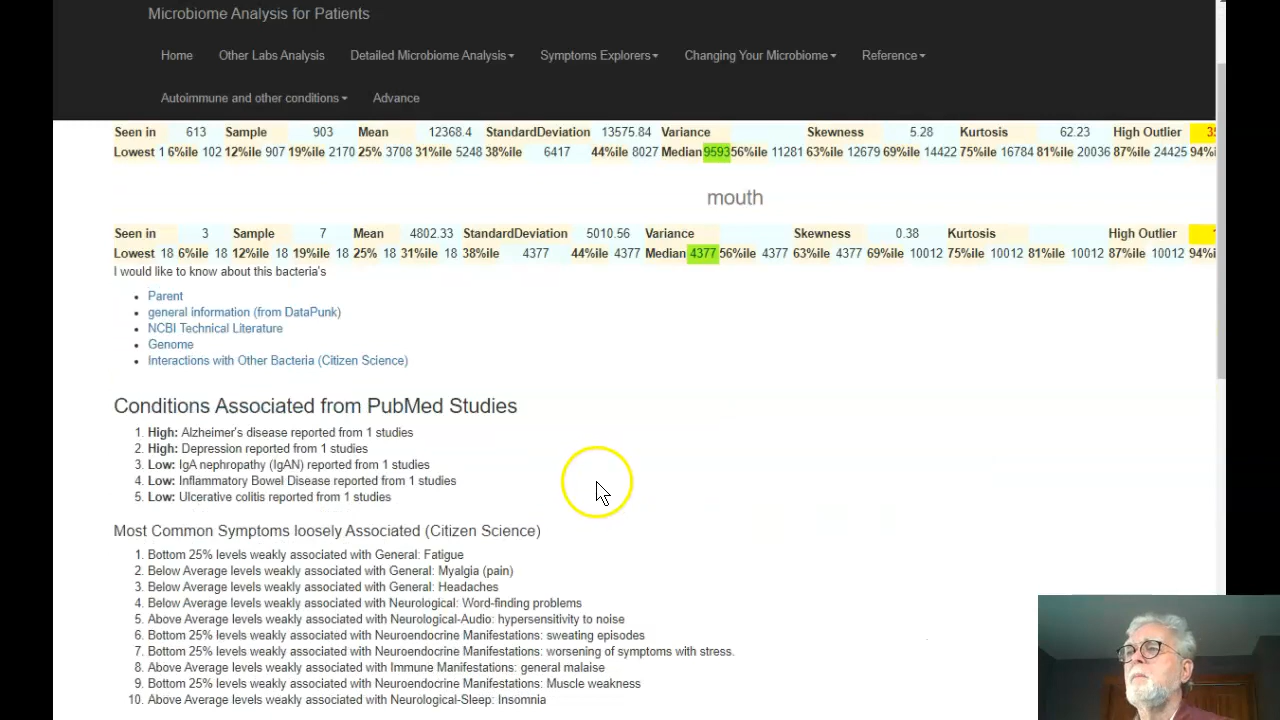 Microbiome Analysis for Patients
Home Other Labs Analysis Detailed Microbiome Analysis Symptoms Explorers Changing Your Microbiome Reference
Autoimmune and other conditions Advance
Seen in 613 Sample 903 Mean 12368.4 StandardDeviation 13575.84 Variance Skewness 5.28 Kurtosis 62.23 High Outlier
Lowest 1 6%ile 102 12%ile 907 19%ile 2170 25% 3708 31%ile 5248 38%ile 6417 44%ile 8027 Median 9593 56%ile 11281 63%ile 12679 69%ile 14422 75%ile 16784 81%ile 20036 87%ile 24425 94%i
mouth
Seen in 3 Sample 7 Mean 4802.33 StandardDeviation 5010.56 Variance Skewness 0.38 Kurtosis High Outlier
Lowest 18 6%ile 18 12%ile 18 19%ile 18 25% 18 31%ile 18 38%ile 4377 44%ile 4377 Median 4377 56%ile 4377 63%ile 4377 69%ile 10012 75%ile 10012 81%ile 10012 87%ile 10012 94%i
I would like to know about this bacteria's
• Parent
• general information (from DataPunk)
• NCBI Technical Literature
• Genome
• Interactions with Other Bacteria (Citizen Science)
Conditions Associated from PubMed Studies
1. High: Alzheimer's disease reported from 1 studies
2. High: Depression reported from 1 studies
3. Low: IgA nephropathy (IgAN) reported from 1 studies
4. Low: Inflammatory Bowel Disease reported from 1 studies
5. Low: Ulcerative colitis reported from 1 studies
Most Common Symptoms loosely Associated (Citizen Science)
1. Bottom 25% levels weakly associated with General: Fatigue
2. Below Average levels weakly associated with General: Myalgia (pain)
3. Below Average levels weakly associated with General: Headaches
4. Below Average levels weakly associated with Neurological: Word-finding problems
5. Above Average levels weakly associated with Neurological-Audio: hypersensitivity to noise
6. Bottom 25% levels weakly associated with Neuroendocrine Manifestations: sweating episodes
7. Bottom 25% levels weakly associated with Neuroendocrine Manifestations: worsening of symptoms with stress.
8. Above Average levels weakly associated with Immune Manifestations: general malaise
9. Bottom 25% levels weakly associated with Neuroendocrine Manifestations: Muscle weakness
10. Above Average levels weakly associated with Neurological-Sleep: Insomnia